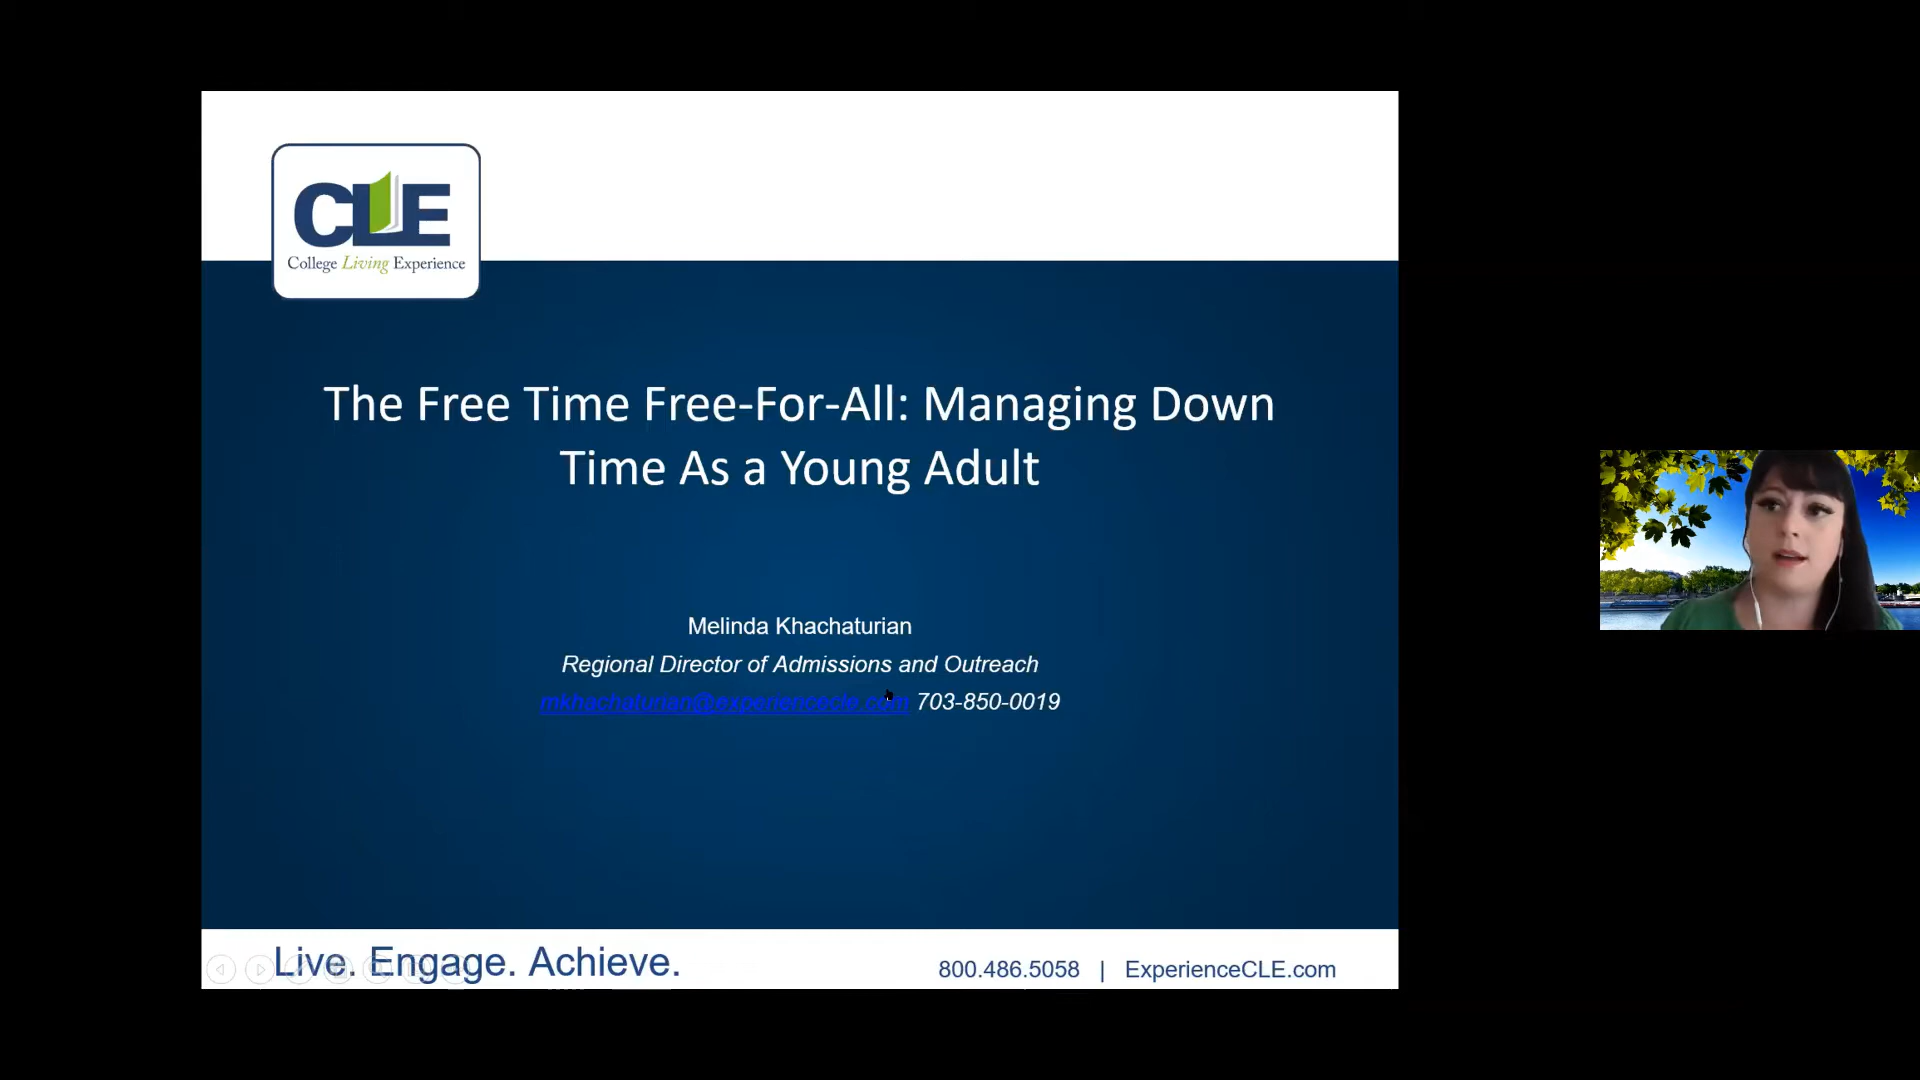 CLE
College Living Experience
The Free Time Free-For-All: Managing Down
Time As a Young Adult
Melinda Khachaturian
Regional Director of Admissions and Outreach
mkhachaturian@experiencecle.com 703-850-0019
Live. Engage. Achieve.
800.486.5058 | ExperienceCLE.com